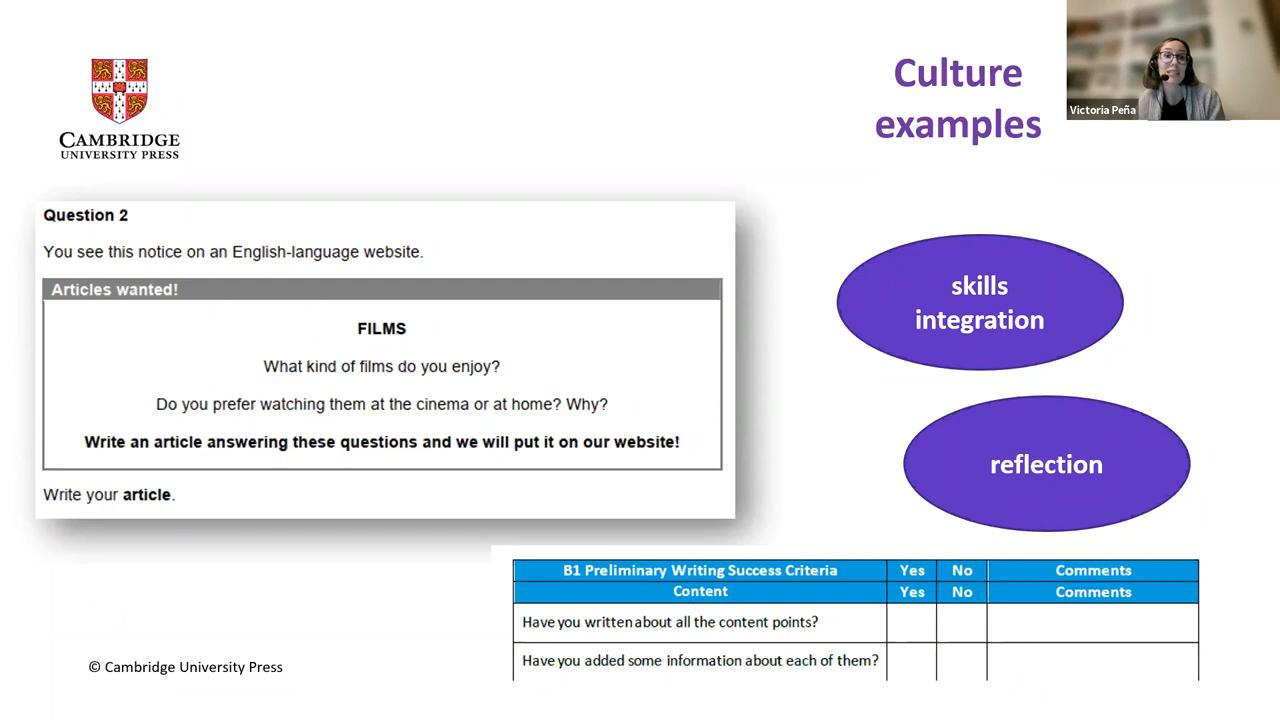 CAMBRIDGE
UNIVERSITY PRESS
Culture
examples
Victoria Peña
Question 2
You see this notice on an English-language website.
Articles wanted!
FILMS
What kind of films do you enjoy?
Do you prefer watching them at the cinema or at home? Why?
Write an article answering these questions and we will put it on our website!
Write your article.
skills
integration
reflection
B1 Preliminary Writing Success Criteria Yes No Comments
Content Yes No Comments
Have you written about all the content points?
Have you added some information about each of them?
© Cambridge University Press